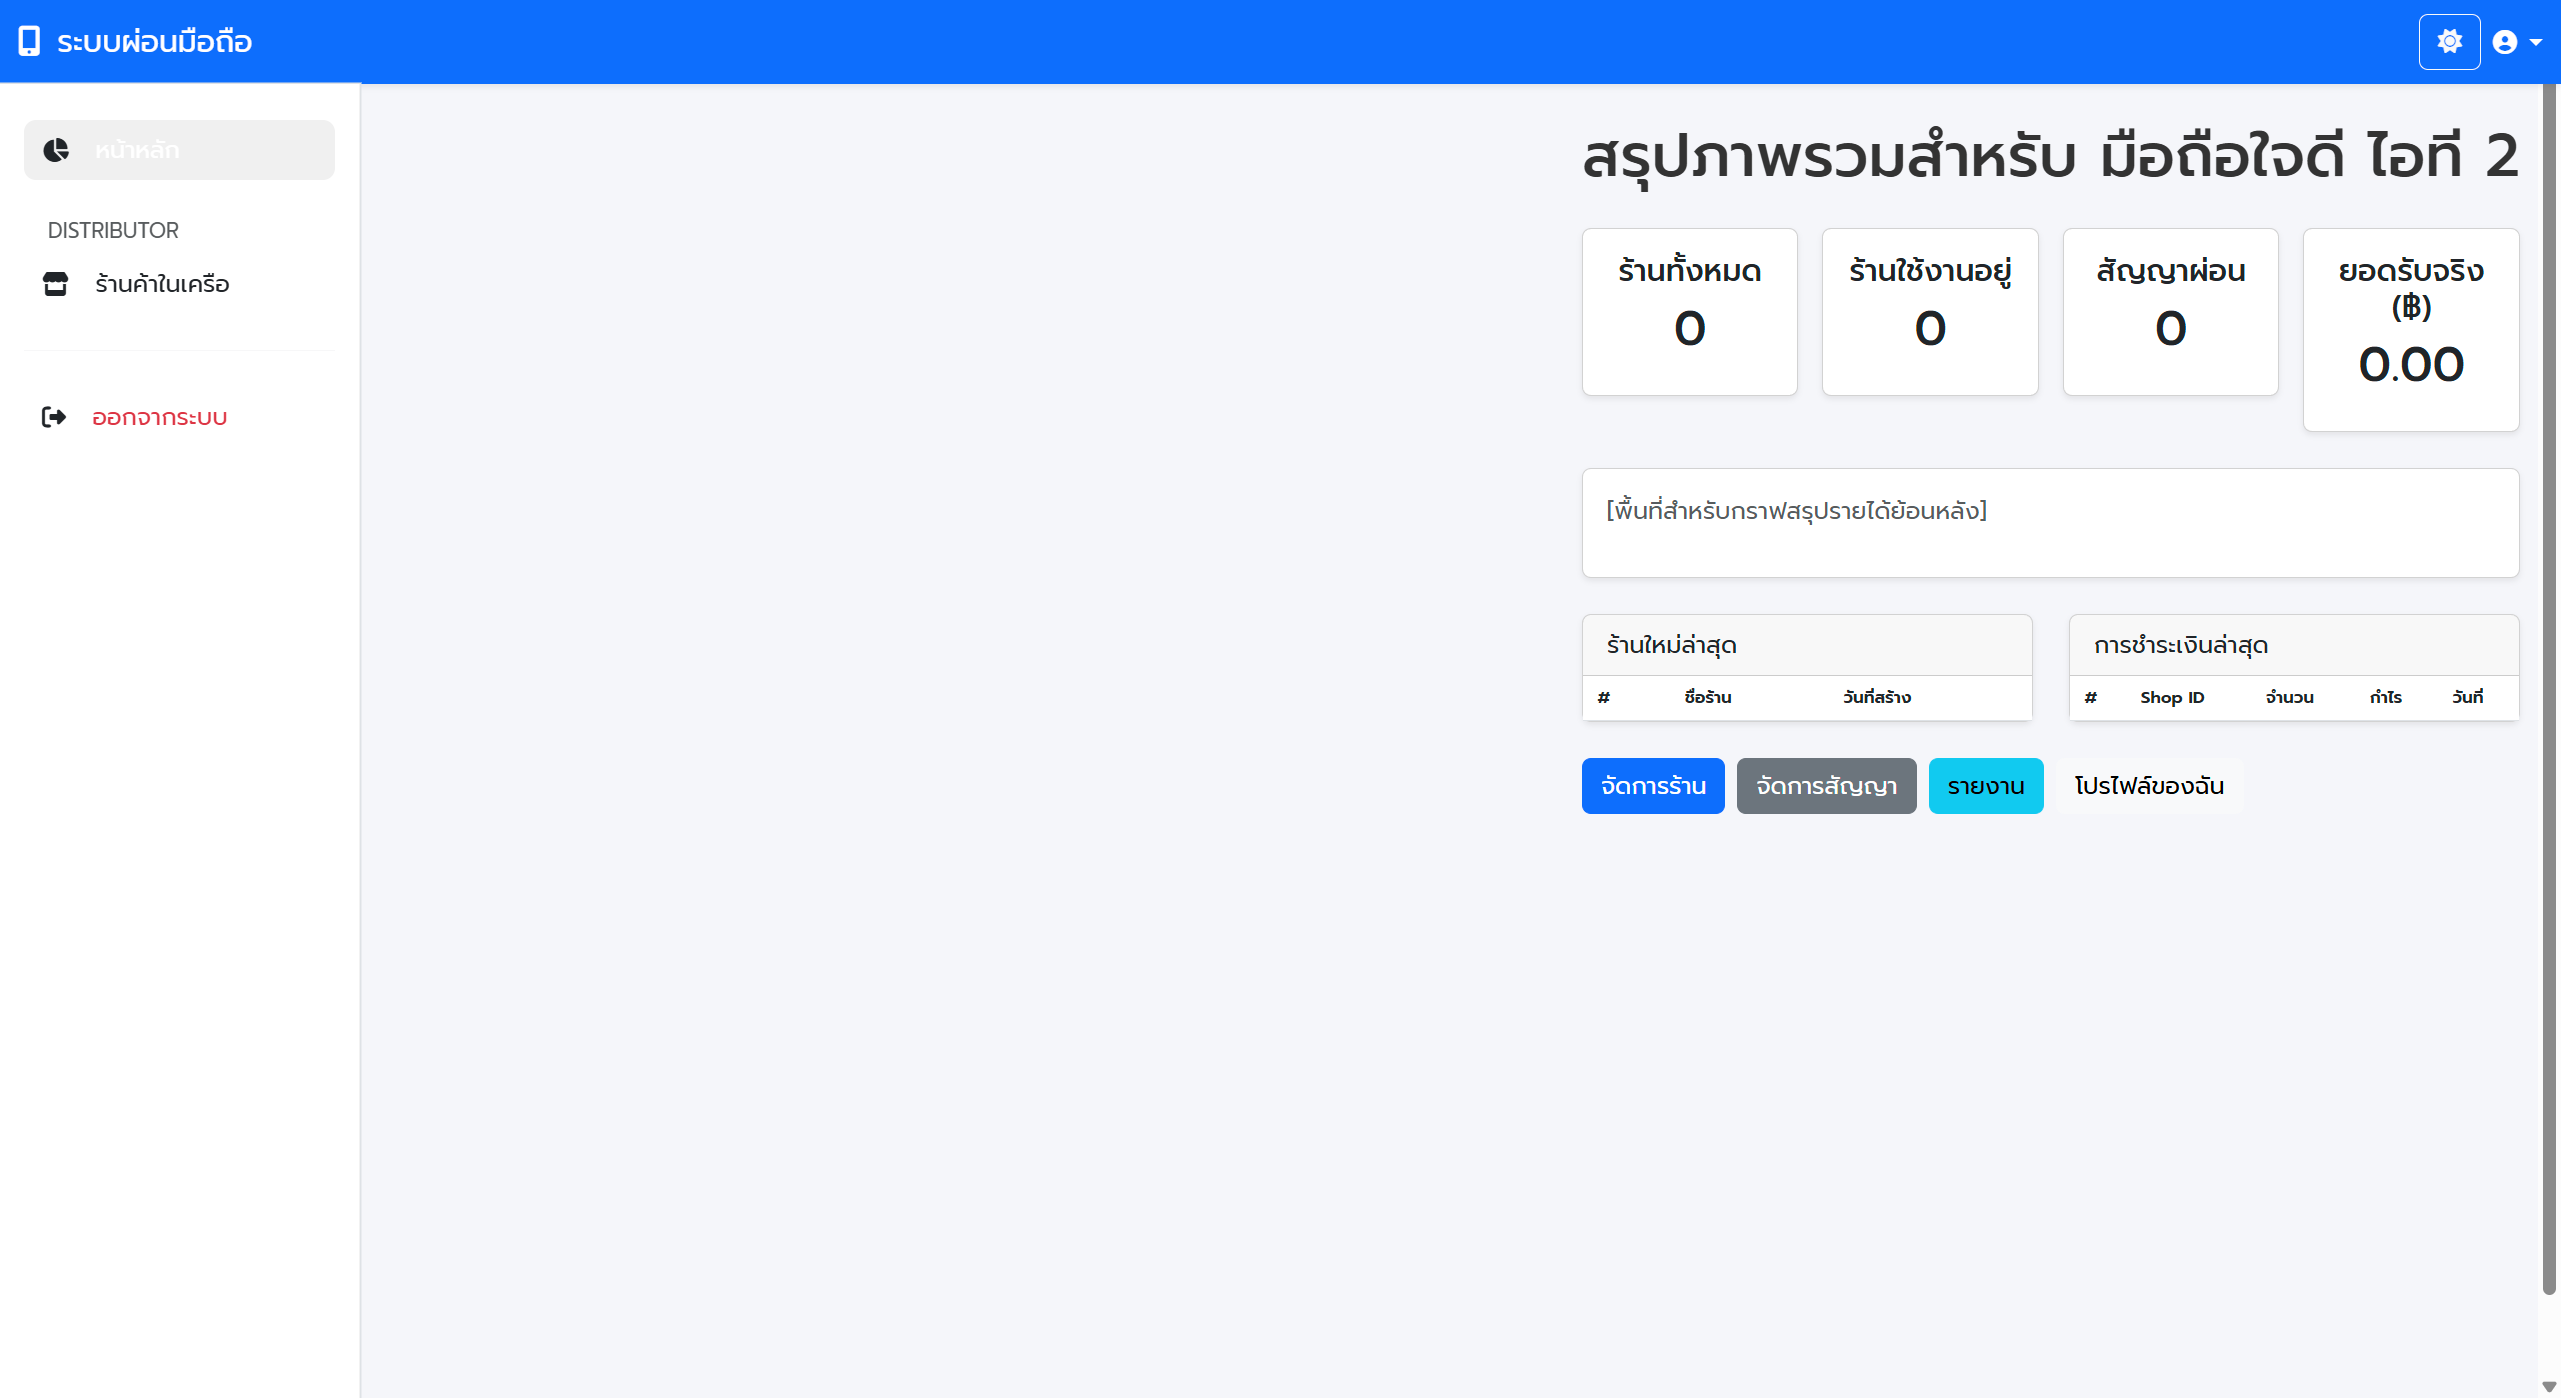 ระบบผ่อนมือถือ
หน้าหลัก
DISTRIBUTOR
ร้านค้าในเครือ
ออกจากระบบ
สรุปภาพรวมสำหรับ มือถือใจดี ไอที 2
ร้านทั้งหมด
0
ร้านใช้งานอยู่
0
สัญญาผ่อน
0
ยอดรับจริง
(฿)
0.00
[พื้นที่สำหรับกราฟสรุปรายได้ย้อนหลัง]
ร้านใหม่ล่าสุด
# ชื่อร้าน วันที่สร้าง
การชำระเงินล่าสุด
# Shop ID จำนวน กำไร วันที่
จัดการร้าน จัดการสัญญา รายงาน โปรไฟล์ของฉัน